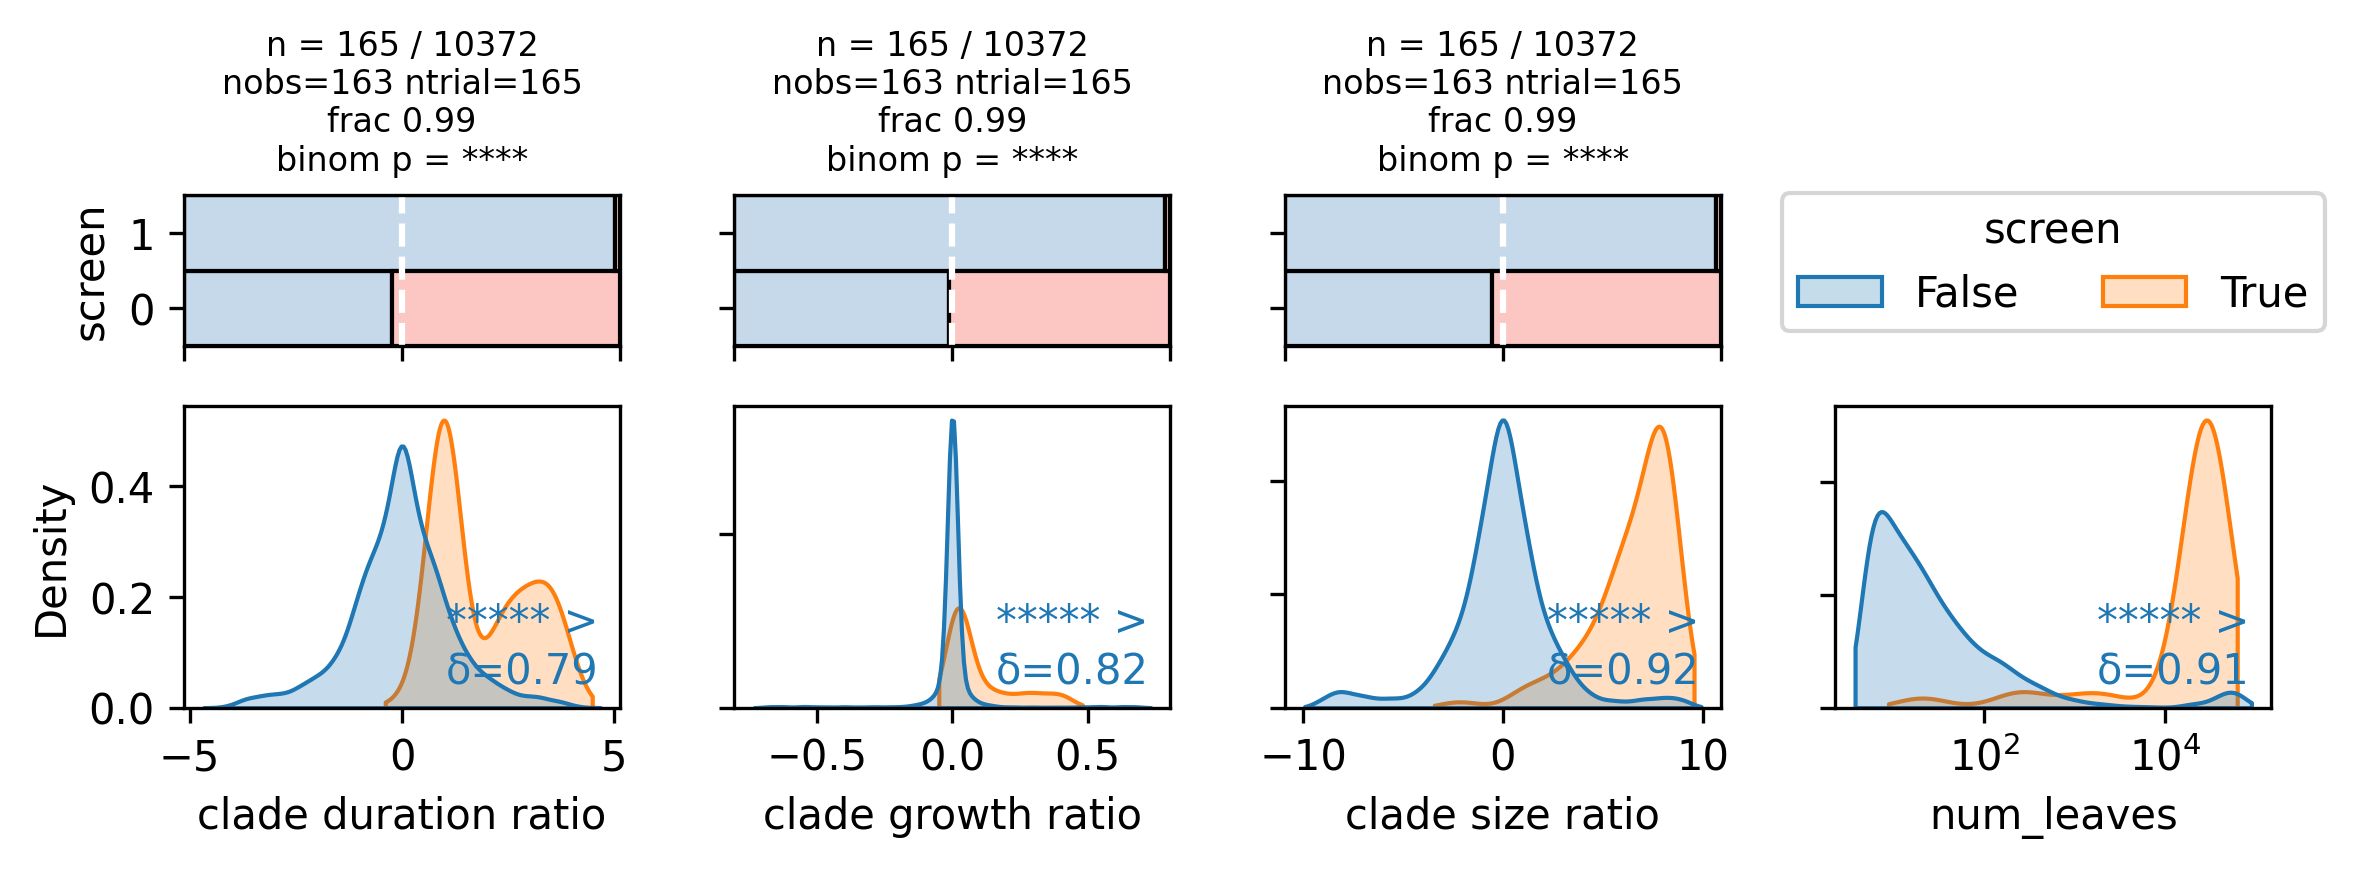 n = 165 / 10372
nobs=163 ntrial=165
frac 0.99
binom p = ****
n = 165 / 10372
nobs=163 ntrial=165
frac 0.99
binom p = ****
n = 165 / 10372
nobs=163 ntrial=165
frac 0.99
binom p = ****
screen
1
0
screen
False
True
Density
0.4
0.2
0.0
***** >
δ=0.79
***** >
δ=0.82
***** >
δ=0.92
***** >
δ=0.91
−5
0
5
−0.5
0.0
0.5
−10
0
10
10²
10⁴
clade duration ratio
clade growth ratio
clade size ratio
num_leaves